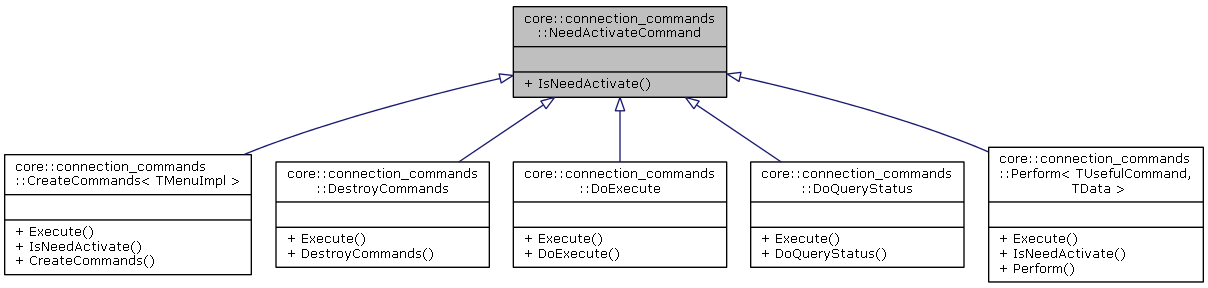 core::connection_commands
::NeedActivateCommand
+ IsNeedActivate()
core::connection_commands
::CreateCommands< TMenuImpl >
+ Execute()
+ IsNeedActivate()
+ CreateCommands()
core::connection_commands
::DestroyCommands
+ Execute()
+ DestroyCommands()
core::connection_commands
::DoExecute
+ Execute()
+ DoExecute()
core::connection_commands
::DoQueryStatus
+ Execute()
+ DoQueryStatus()
core::connection_commands
::Perform< TUsefulCommand,
TData >
+ Execute()
+ IsNeedActivate()
+ Perform()